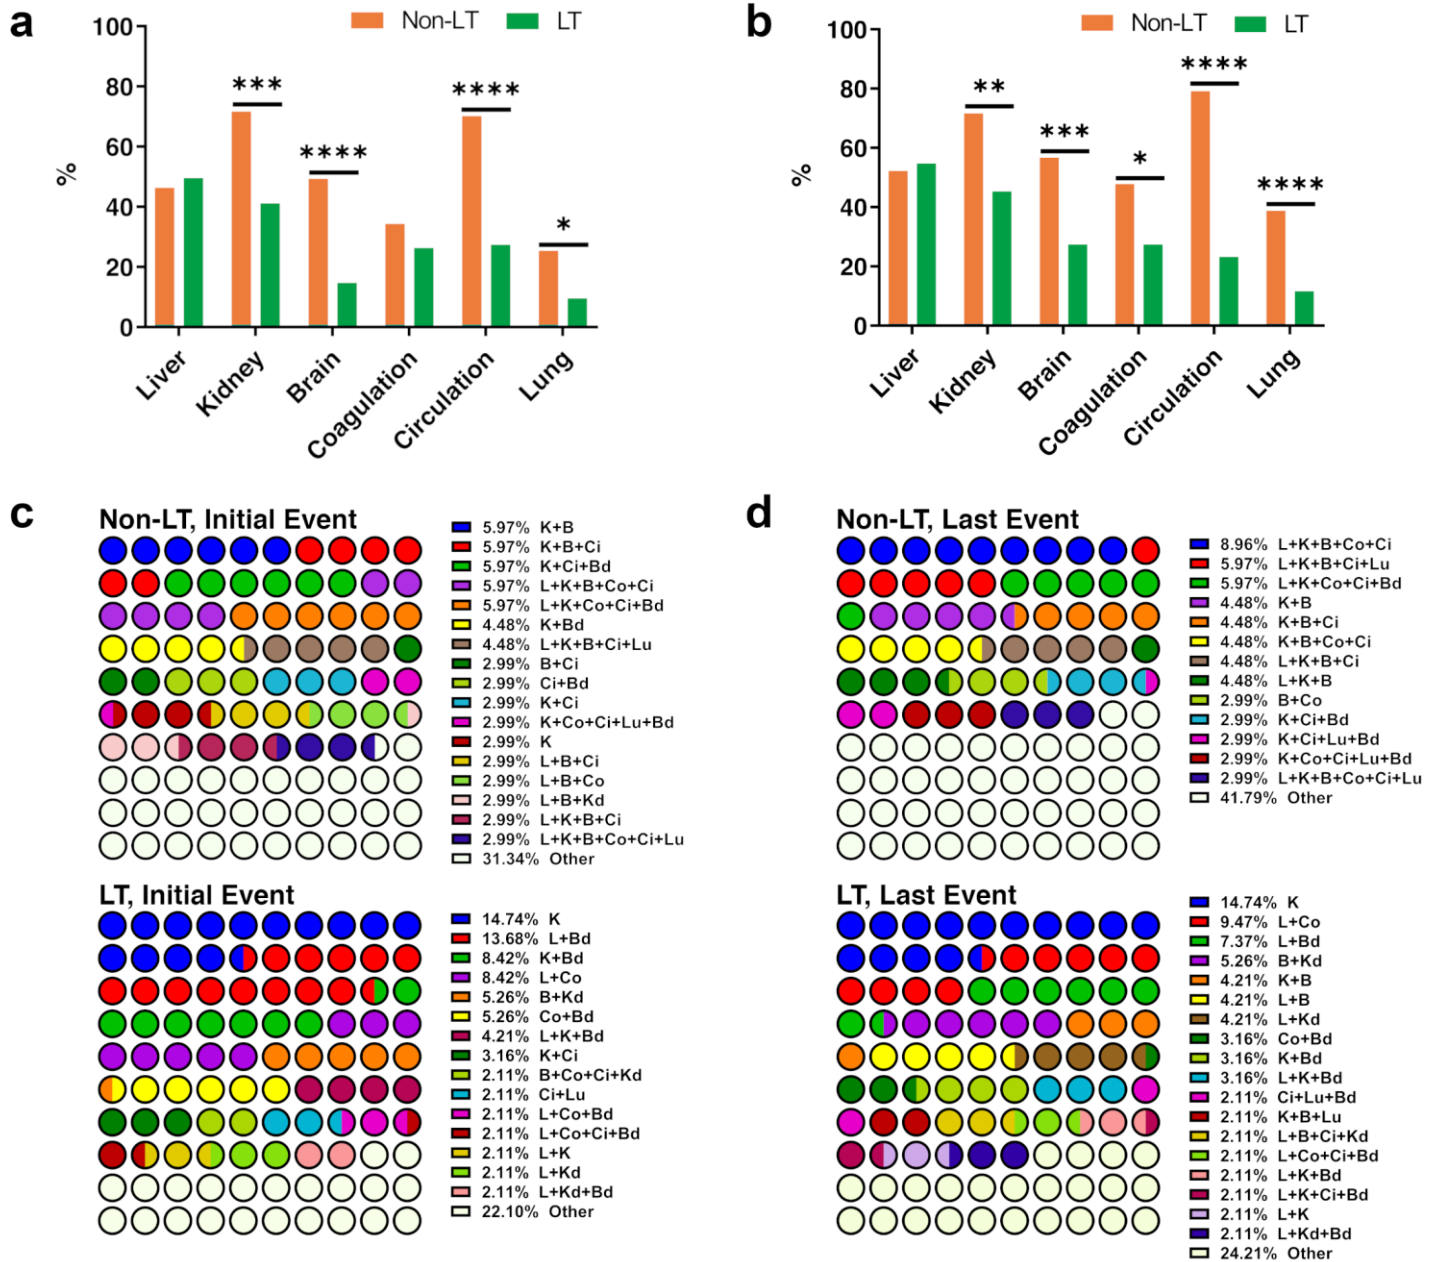 a
Non-LT LT
100
80
60
40
20
0
%
***
****
****
*
Liver
Kidney
Brain
Coagulation
Circulation
Lung
b
Non-LT LT
100
80
60
40
20
0
%
**
***
*
****
****
Liver
Kidney
Brain
Coagulation
Circulation
Lung
c
Non-LT, Initial Event
5.97% K+B
5.97% K+B+Ci
5.97% K+Ci+Bd
5.97% L+K+B+Co+Ci
5.97% L+K+Co+Ci+Bd
4.48% K+Bd
4.48% L+K+B+Ci+Lu
2.99% B+Ci
2.99% Ci+Bd
2.99% K+Ci
2.99% K+Co+Ci+Lu+Bd
2.99% K
2.99% L+B+Ci
2.99% L+B+Co
2.99% L+B+Kd
2.99% L+K+B+Ci
2.99% L+K+B+Co+Ci+Lu
31.34% Other
LT, Initial Event
14.74% K
13.68% L+Bd
8.42% K+Bd
8.42% L+Co
5.26% B+Kd
5.26% Co+Bd
4.21% L+K+Bd
3.16% K+Ci
2.11% B+Co+Ci+Kd
2.11% Ci+Lu
2.11% L+Co+Bd
2.11% L+Co+Ci+Bd
2.11% L+K
2.11% L+Kd
2.11% L+Kd+Bd
22.10% Other
d
Non-LT, Last Event
8.96% L+K+B+Co+Ci
5.97% L+K+B+Ci+Lu
5.97% L+K+Co+Ci+Bd
4.48% K+B
4.48% K+B+Ci
4.48% K+B+Co+Ci
4.48% L+K+B+Ci
4.48% L+K+B
2.99% B+Co
2.99% K+Ci+Bd
2.99% K+Ci+Lu+Bd
2.99% K+Co+Ci+Lu+Bd
2.99% L+K+B+Co+Ci+Lu
41.79% Other
LT, Last Event
14.74% K
9.47% L+Co
7.37% L+Bd
5.26% B+Kd
4.21% K+B
4.21% L+B
4.21% L+Kd
3.16% Co+Bd
3.16% K+Bd
3.16% L+K+Bd
2.11% Ci+Lu+Bd
2.11% K+B+Lu
2.11% L+B+Ci+Kd
2.11% L+Co+Ci+Bd
2.11% L+K+Bd
2.11% L+K+Ci+Bd
2.11% L+K
2.11% L+Kd+Bd
24.21% Other